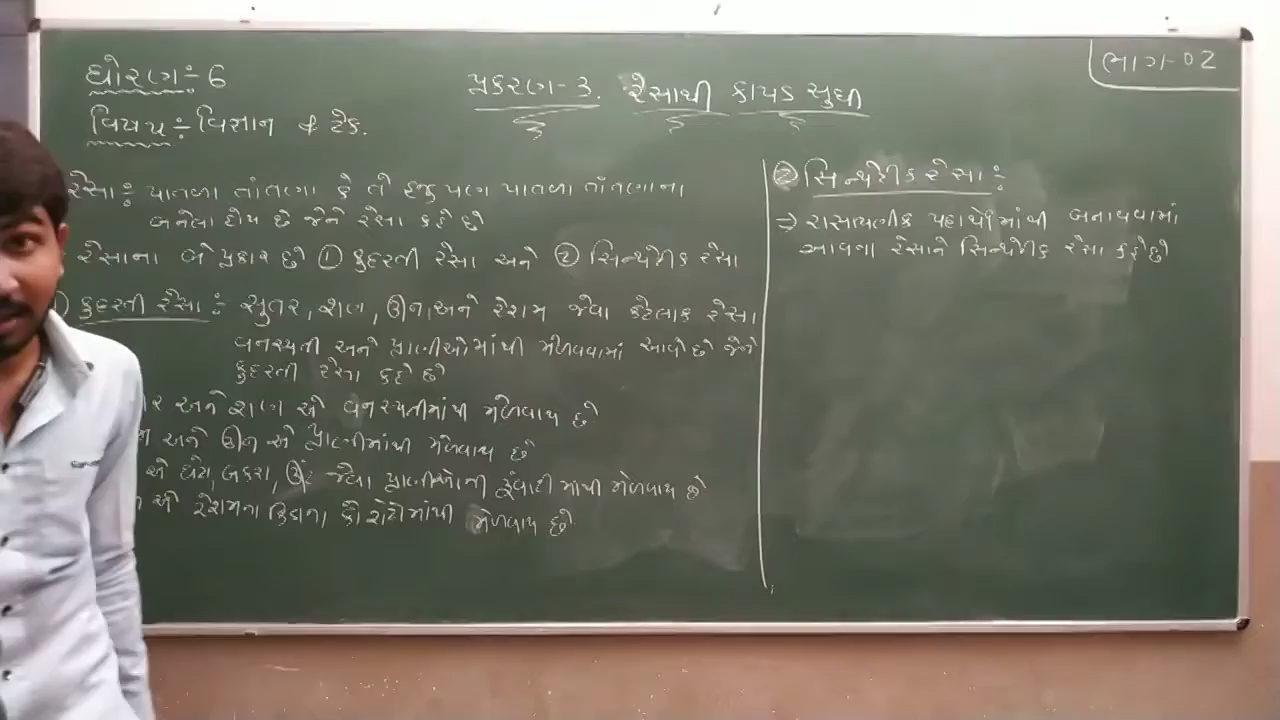 ધોરણ÷ 6
વિષય÷ વિજ્ઞાન & ટેક.
પ્રકરણ-૩. રેસાથી કાપડ સુધી
ભાગ-02
રેસા÷ પાતળા તાંતણા કે તે હજુ પણ પાતળા તાંતણાના
બનેલા હોય છે જેને રેસા કહે છે
રેસાના બે પ્રકાર છે ① કુદરતી રેસા અને ② સિન્થેટીક રેસા
) કુદરતી રેસા÷ સુતર, શણ, ઊન, અને રેશમ જેવા કેટલાક રેસા
વનસ્પતી અને પ્રાણીઓમાંથી મેળવવામાં આવે છે જેને
કુદરતી રેસા કહે છે
ર અને શણ એ વનસ્પતીમાંથી મેળવાય છે
મ અને ઊન એ પ્રાણીમાંથી મેળવાય છે
એ ઘેટા, બકરા, ઊંટ જેવા પ્રાણીઓની રૂંવાટીમાંથી મેળવાય છે
એ રેશમના કિડાના કોશેટોમાંથી મેળવાય છે
② સિન્થેટીક રેસા÷
⇒ રાસાયણીક પદાર્થોમાંથી બનાવવામાં
આવતા રેસાને સિન્થેટીક રેસા કહે છે